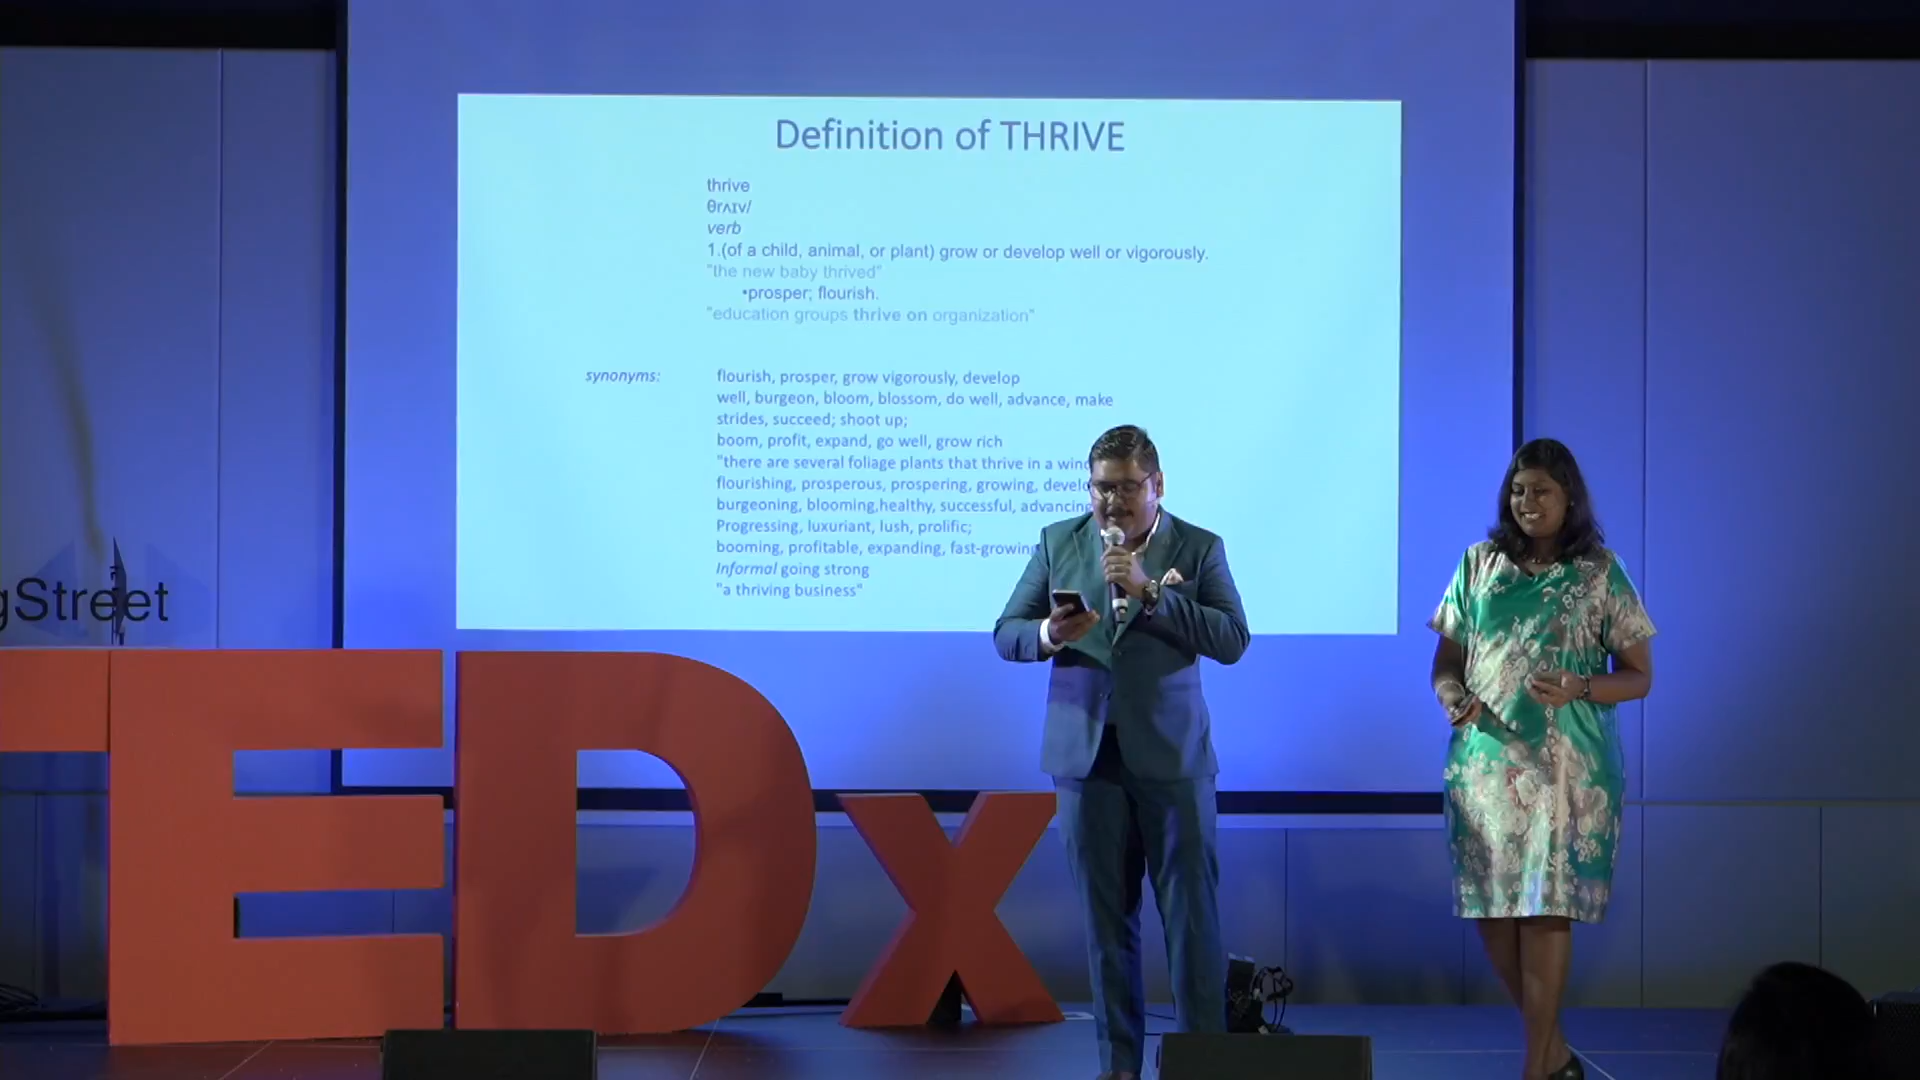 Definition of THRIVE
thrive
θrʌɪv/
verb
1.(of a child, animal, or plant) grow or develop well or vigorously.
"the new baby thrived"
•prosper; flourish.
"education groups thrive on organization"
synonyms:
flourish, prosper, grow vigorously, develop
well, burgeon, bloom, blossom, do well, advance, make
strides, succeed; shoot up;
boom, profit, expand, go well, grow rich
"there are several foliage plants that thrive in a
flourishing, prosperous, prospering, growing,
burgeoning, blooming,healthy, successful, advancing
Progressing, luxuriant, lush, prolific;
booming, profitable, expanding, fast-growing
Informal going strong
"a thriving business"
gStreet
TEDx